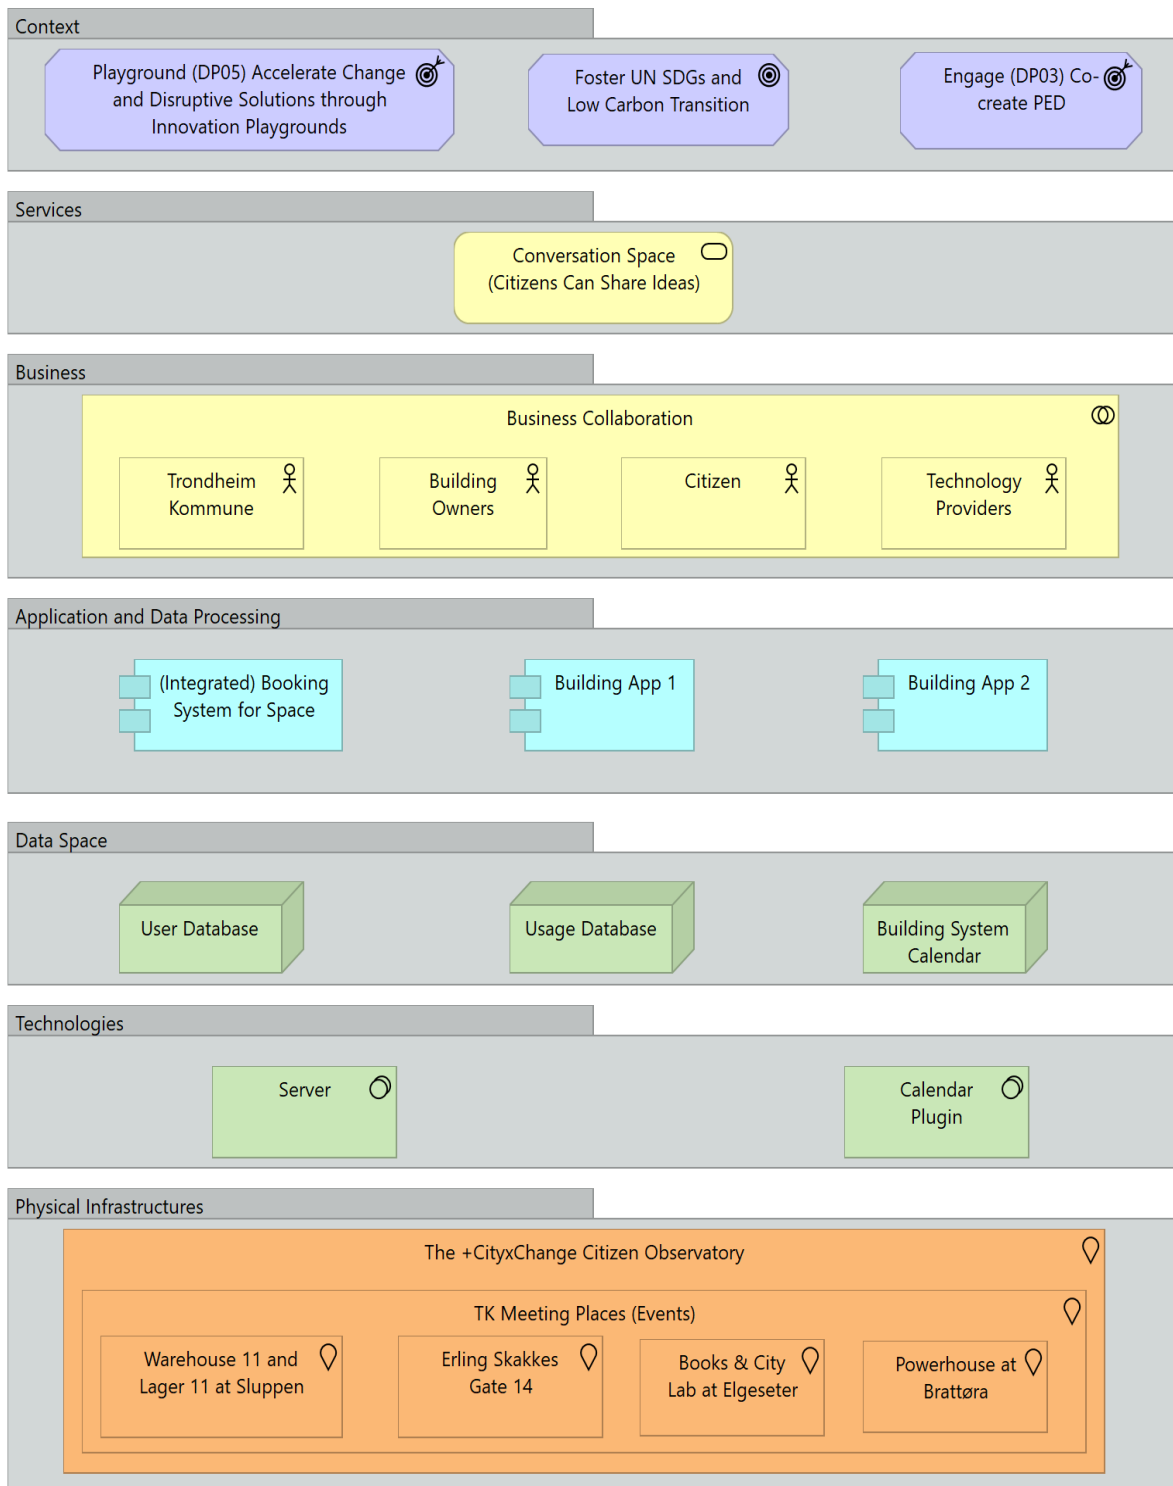 Context
Playground (DP05) Accelerate Change
and Disruptive Solutions through
Innovation Playgrounds
Foster UN SDGs and
Low Carbon Transition
Engage (DP03) Co-
create PED
Services
Conversation Space
(Citizens Can Share Ideas)
Business
Business Collaboration
Trondheim
Kommune
Building
Owners
Citizen
Technology
Providers
Application and Data Processing
(Integrated) Booking
System for Space
Building App 1
Building App 2
Data Space
User Database
Usage Database
Building System
Calendar
Technologies
Server
Calendar
Plugin
Physical Infrastructures
The +CityxChange Citizen Observatory
TK Meeting Places (Events)
Warehouse 11 and
Lager 11 at Sluppen
Erling Skakkes
Gate 14
Books & City
Lab at Elgeseter
Powerhouse at
Brattøra